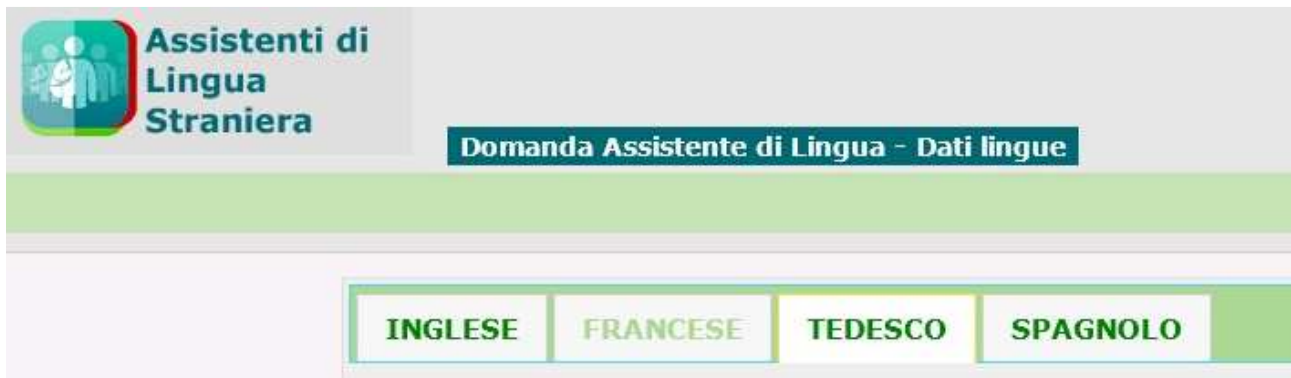 Assistenti di
Lingua
Straniera
Domanda Assistente di Lingua - Dati lingue
INGLESE FRANCESE TEDESCO SPAGNOLO